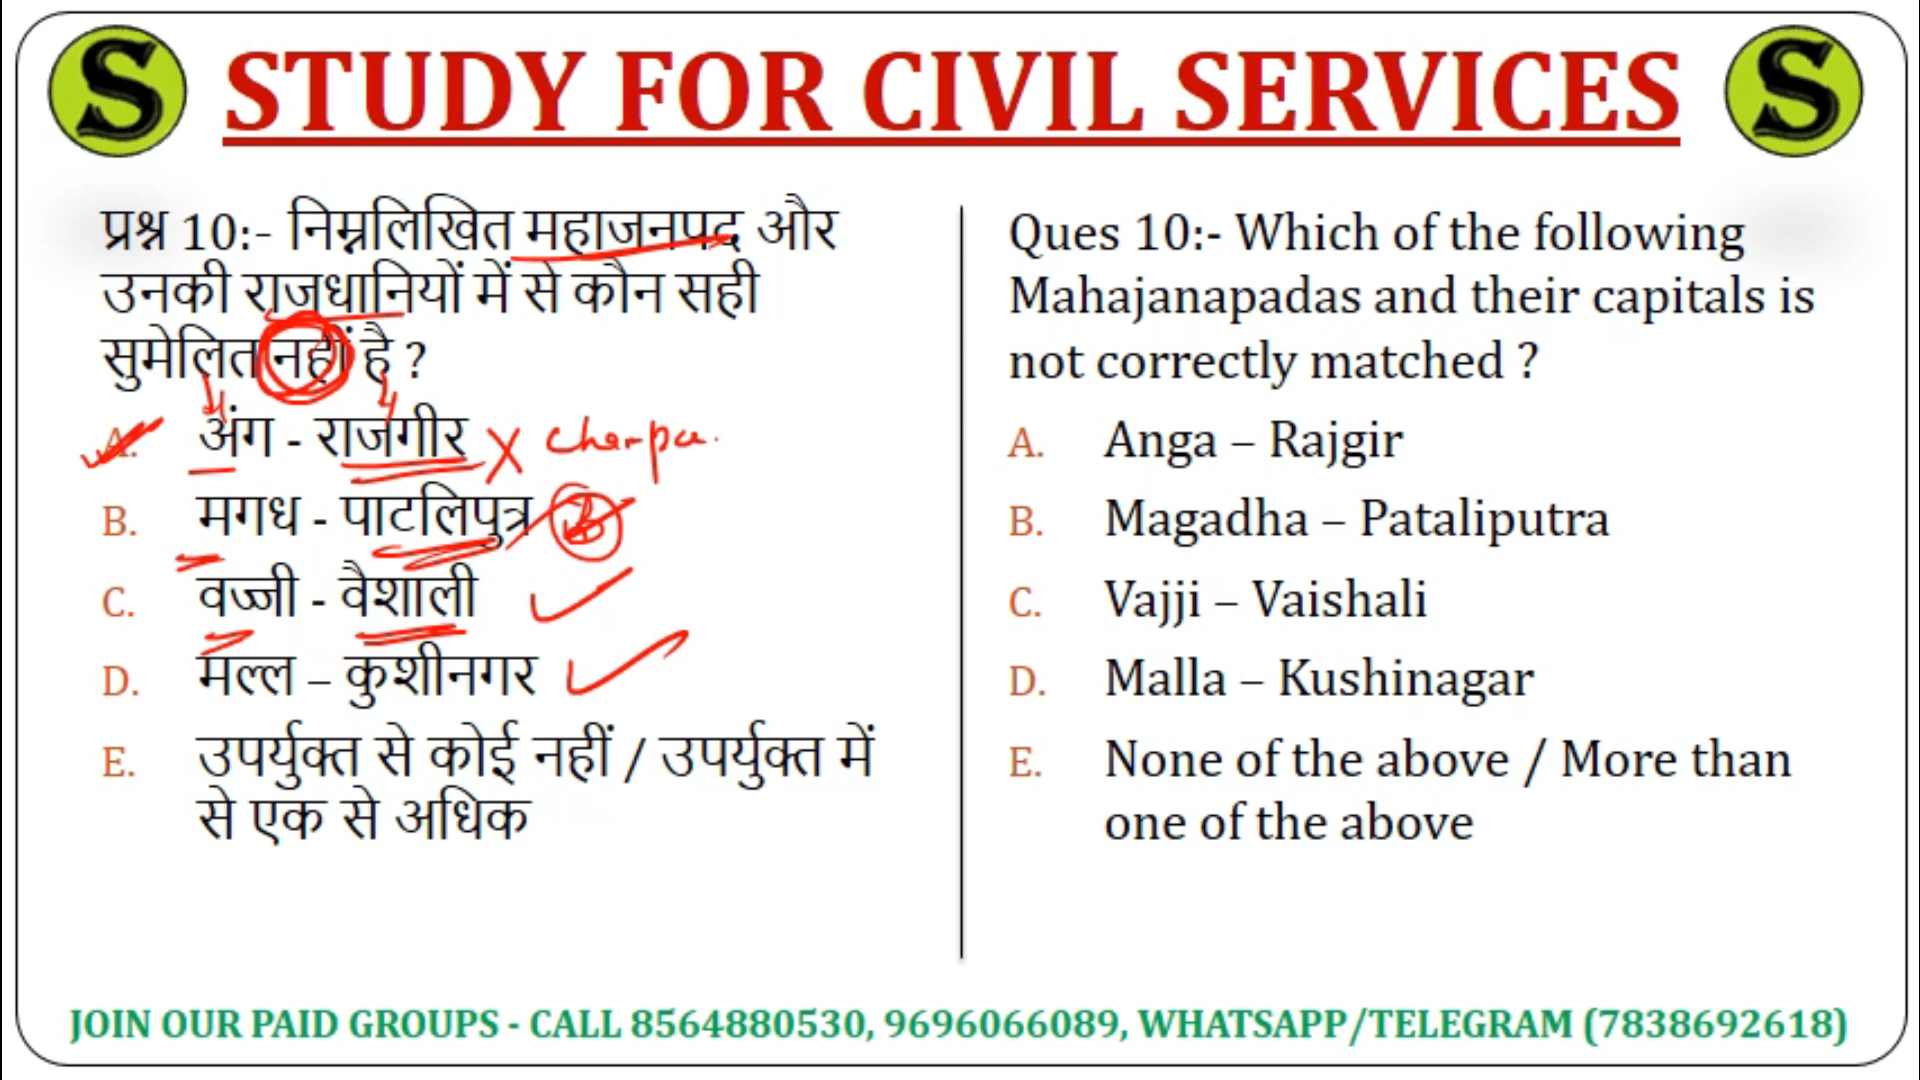 S STUDY FOR CIVIL SERVICES S
प्रश्न 10:- निम्नलिखित महाजनपद और
उनकी राजधानियों में से कौन सही
सुमेलित नहीं है ?
A. अंग - राजगीर X Champa.
B. मगध - पाटलिपुत्र
C. वज्जी - वैशाली
D. मल्ल – कुशीनगर
E. उपर्युक्त से कोई नहीं / उपर्युक्त में
से एक से अधिक
Ques 10:- Which of the following
Mahajanapadas and their capitals is
not correctly matched ?
A. Anga – Rajgir
B. Magadha – Pataliputra
C. Vajji – Vaishali
D. Malla – Kushinagar
E. None of the above / More than
one of the above
JOIN OUR PAID GROUPS - CALL 8564880530, 9696066089, WHATSAPP/TELEGRAM (7838692618)